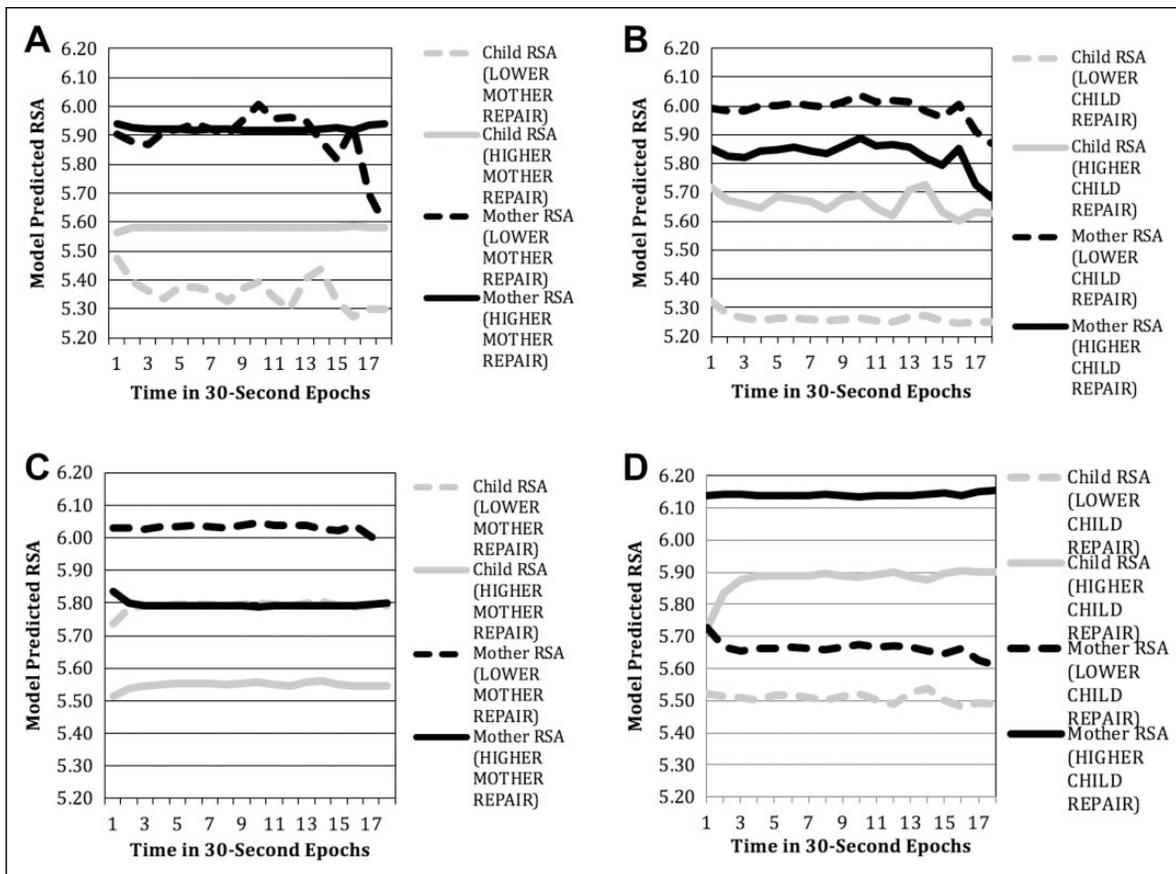 A
Model Predicted RSA
6.20
6.10
6.00
5.90
5.80
5.70
5.60
5.50
5.40
5.30
5.20
1 3 5 7 9 11 13 15 17
Time in 30-Second Epochs
Child RSA
(LOWER
MOTHER
REPAIR)
Child RSA
(HIGHER
MOTHER
REPAIR)
Mother RSA
(LOWER
MOTHER
REPAIR)
Mother RSA
(HIGHER
MOTHER
REPAIR)
B
Model Predicted RSA
6.20
6.10
6.00
5.90
5.80
5.70
5.60
5.50
5.40
5.30
5.20
1 3 5 7 9 11 13 15 17
Time in 30-Second Epochs
Child RSA
(LOWER
CHILD
REPAIR)
Child RSA
(HIGHER
CHILD
REPAIR)
Mother RSA
(LOWER
CHILD
REPAIR)
Mother RSA
(HIGHER
CHILD
REPAIR)
C
Model Predicted RSA
6.20
6.10
6.00
5.90
5.80
5.70
5.60
5.50
5.40
5.30
5.20
1 3 5 7 9 11 13 15 17
Time in 30-Second Epochs
Child RSA
(LOWER
MOTHER
REPAIR)
Child RSA
(HIGHER
MOTHER
REPAIR)
Mother RSA
(LOWER
MOTHER
REPAIR)
Mother RSA
(HIGHER
MOTHER
REPAIR)
D
Model Predicted RSA
6.20
6.10
6.00
5.90
5.80
5.70
5.60
5.50
5.40
5.30
5.20
1 3 5 7 9 11 13 15 17
Time in 30-Second Epochs
Child RSA
(LOWER
CHILD
REPAIR)
Child RSA
(HIGHER
CHILD
REPAIR)
Mother RSA
(LOWER
CHILD
REPAIR)
Mother RSA
(HIGHER
CHILD
REPAIR)